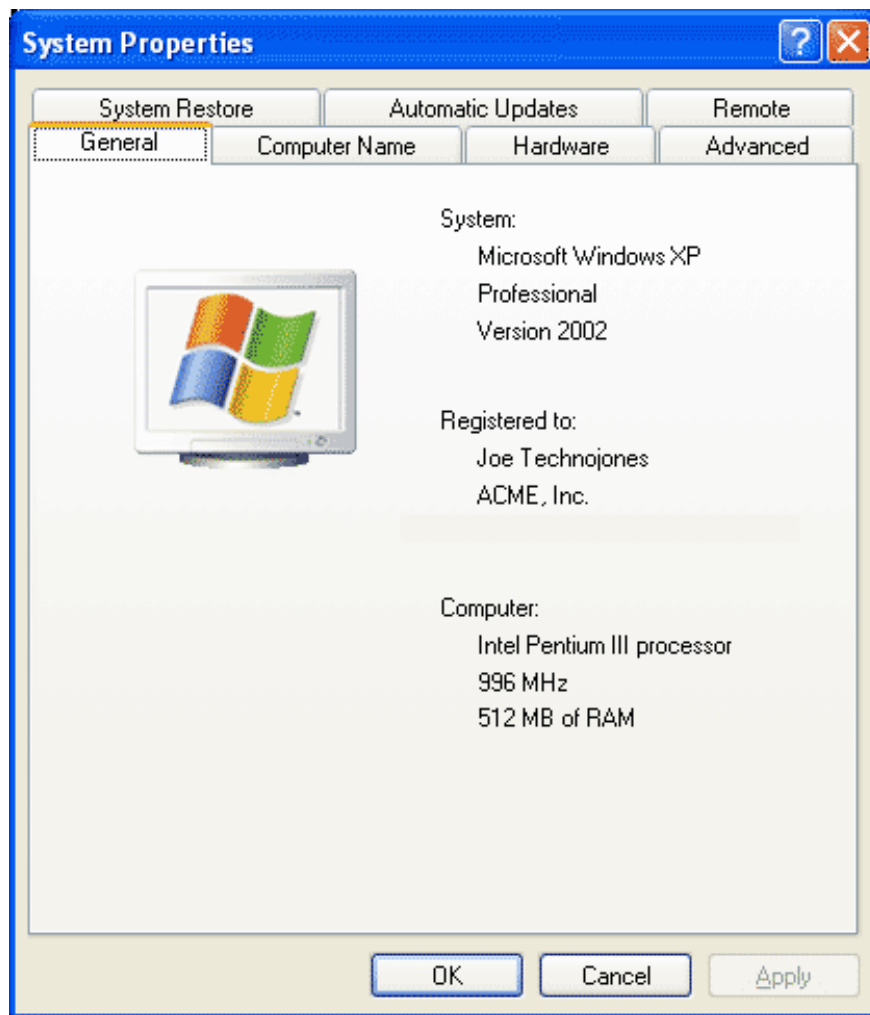 System Properties
System Restore Automatic Updates Remote
General Computer Name Hardware Advanced
System:
Microsoft Windows XP
Professional
Version 2002
Registered to:
Joe Technojones
ACME, Inc.
Computer:
Intel Pentium III processor
996 MHz
512 MB of RAM
OK Cancel Apply